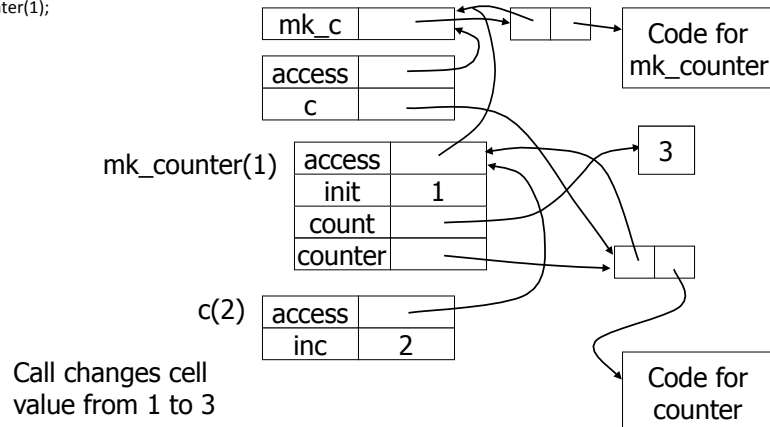 nter(1);
mk_c
Code for
mk_counter
access
c
mk_counter(1)
access
init 1
count
counter
3
c(2)
access
inc 2
Call changes cell
value from 1 to 3
Code for
counter